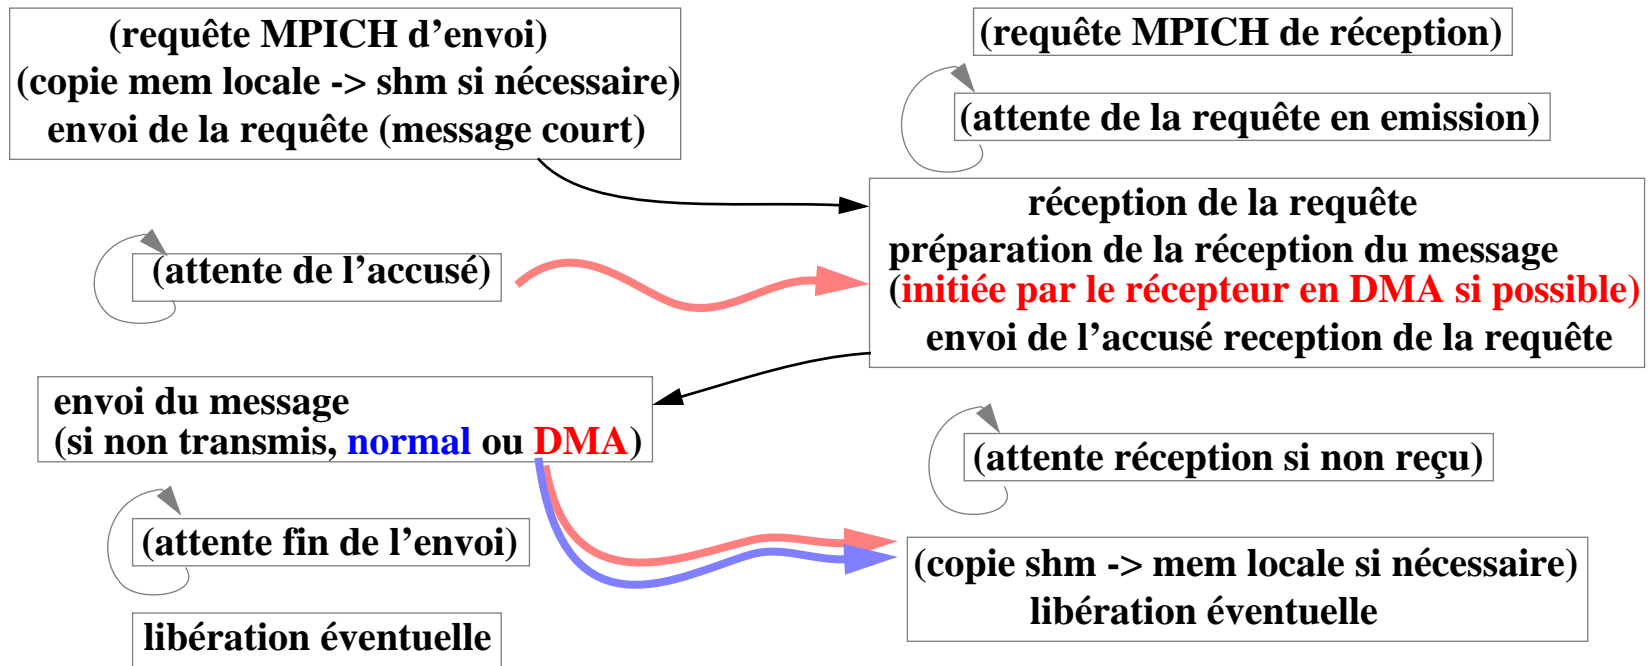 (requête MPICH d’envoi)
(copie mem locale -> shm si nécessaire)
envoi de la requête (message court)
(attente de l’accusé)
envoi du message
(si non transmis, normal ou DMA)
(attente fin de l’envoi)
libération éventuelle
(requête MPICH de réception)
(attente de la requête en emission)
réception de la requête
préparation de la réception du message
(initiée par le récepteur en DMA si possible)
envoi de l’accusé reception de la requête
(attente réception si non reçu)
(copie shm -> mem locale si nécessaire)
libération éventuelle